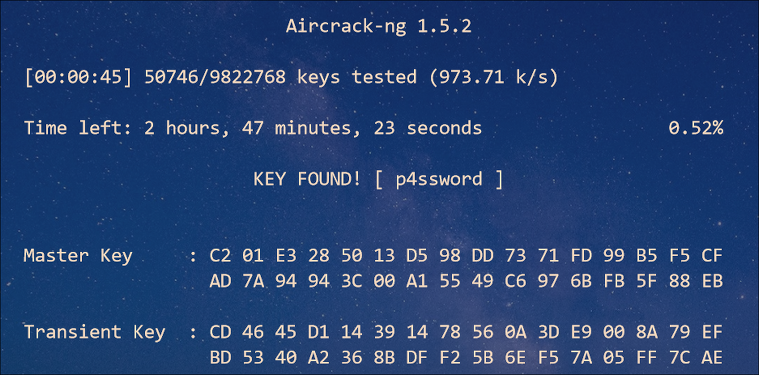 Aircrack-ng 1.5.2
[00:00:45] 50746/9822768 keys tested (973.71 k/s)
Time left: 2 hours, 47 minutes, 23 seconds 0.52%
KEY FOUND! [ p4ssword ]
Master Key : C2 01 E3 28 50 13 D5 98 DD 73 71 FD 99 B5 F5 CF
AD 7A 94 94 3C 00 A1 55 49 C6 97 6B FB 5F 88 EB
Transient Key : CD 46 45 D1 14 39 14 78 56 0A 3D E9 00 8A 79 EF
BD 53 40 A2 36 8B DF F2 5B 6E F5 7A 05 FF 7C AE